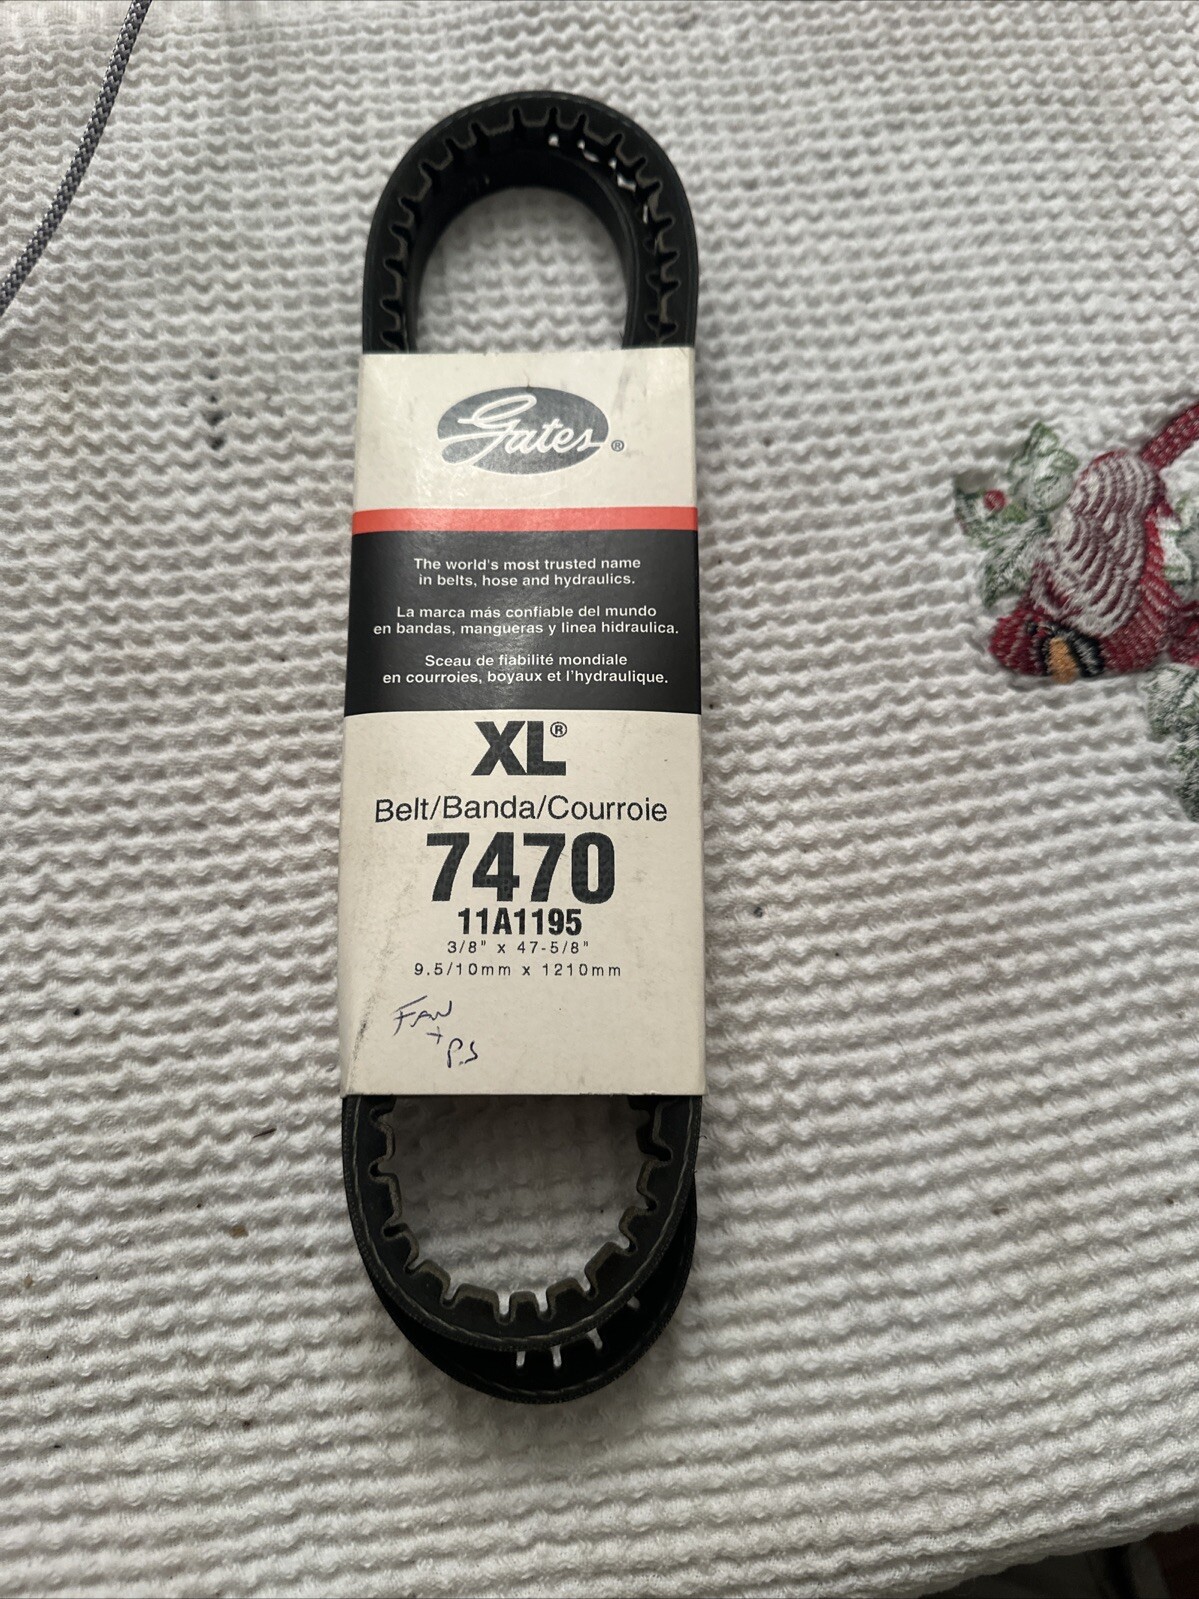 Gates®
The world's most trusted name
in belts, hose and hydraulics.
La marca más confiable del mundo
en bandas, mangueras y linea hidraulica.
Sceau de fiabilité mondiale
en courroies, boyaux et l'hydraulique.
XL®
Belt/Banda/Courroie
7470
11A1195
3/8" x 47-5/8"
9.5/10mm x 1210mm
FAN
+
P.S